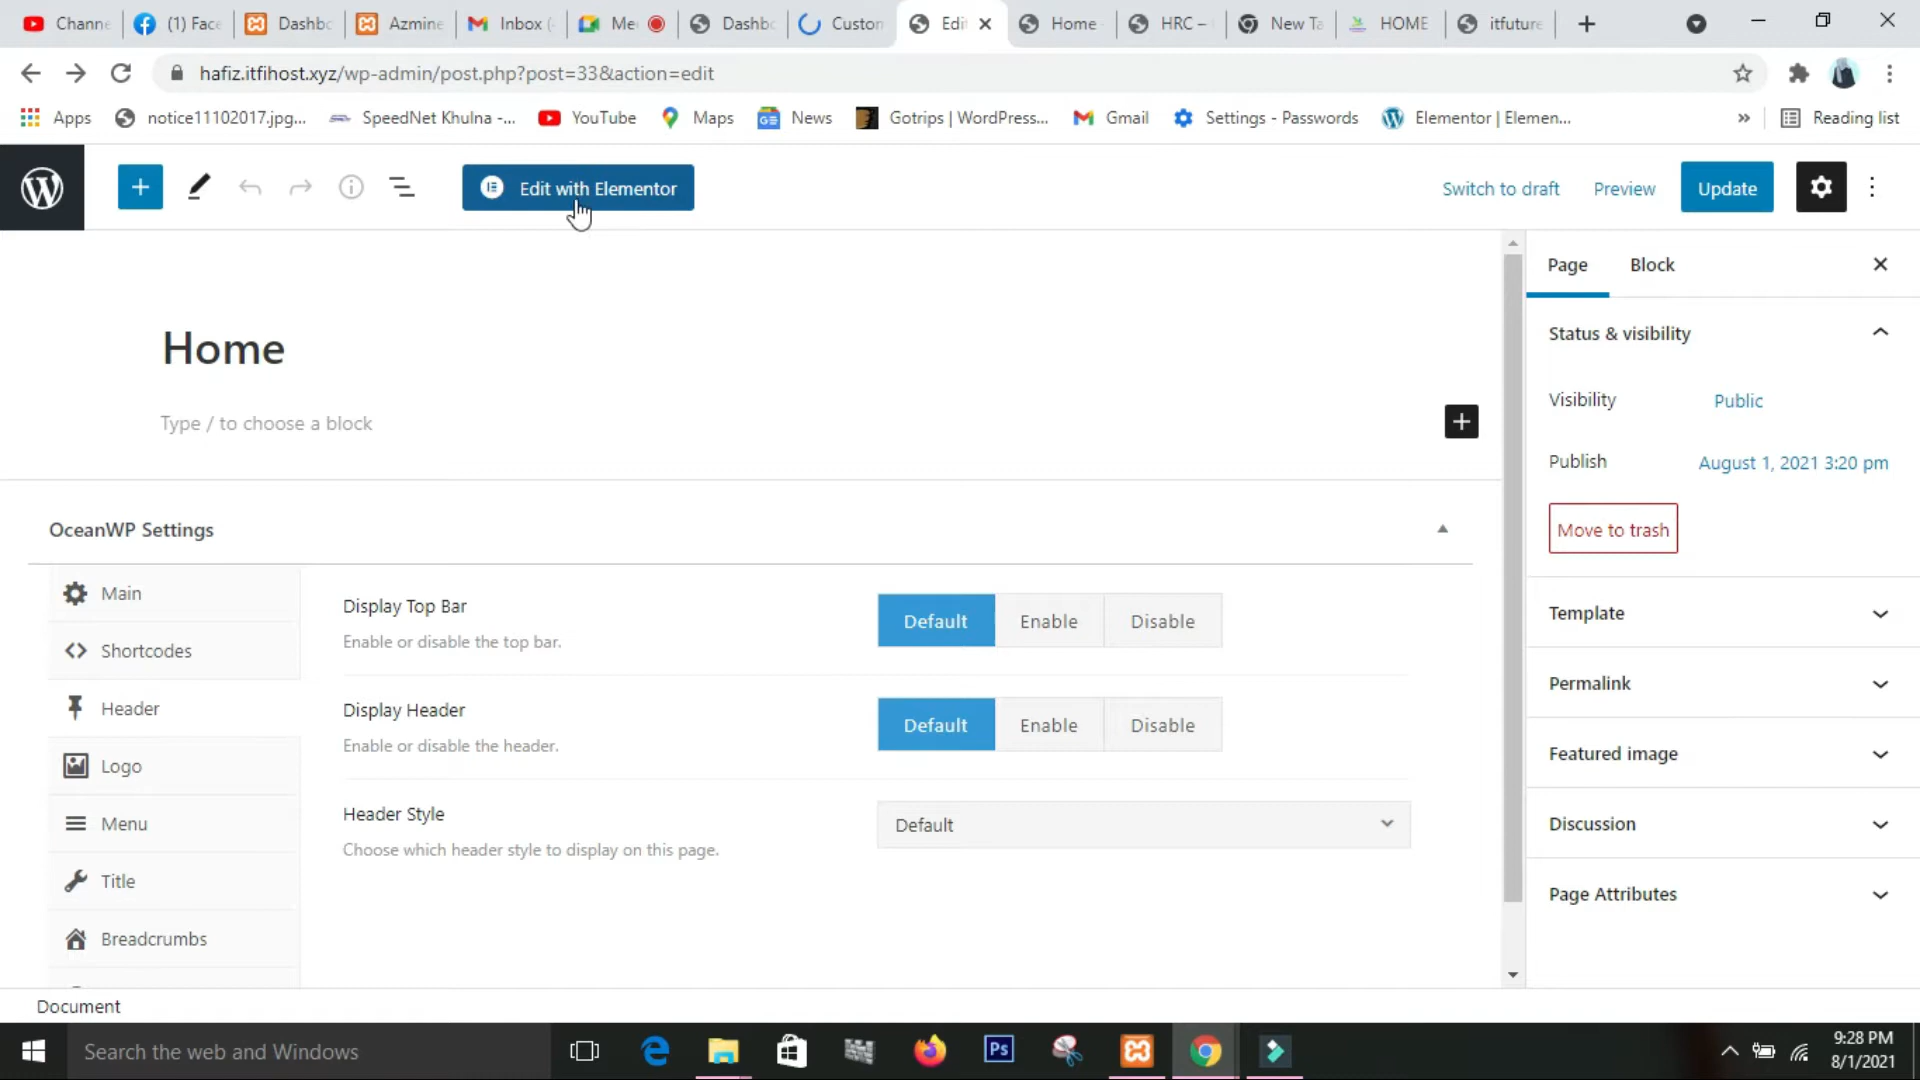 Channe
(1) Face
Dashbo
Azmine
Inbox (
Me
Dashbo
Custom
Edit
Home
HRC –
New Ta
HOME
itfuture
hafiz.itfihost.xyz/wp-admin/post.php?post=33&action=edit
Apps
notice11102017.jpg...
SpeedNet Khulna -...
YouTube
Maps
News
Gotrips | WordPress...
Gmail
Settings - Passwords
Elementor | Elemen...
»
Reading list
Edit with Elementor
Switch to draft
Preview
Update
Page
Block
Home
Type / to choose a block
Status & visibility
Visibility
Public
Publish
August 1, 2021 3:20 pm
Move to trash
Template
Permalink
Featured image
Discussion
Page Attributes
OceanWP Settings
Main
Shortcodes
Header
Logo
Menu
Title
Breadcrumbs
Display Top Bar
Enable or disable the top bar.
Default
Enable
Disable
Display Header
Enable or disable the header.
Default
Enable
Disable
Header Style
Choose which header style to display on this page.
Default
Document
Search the web and Windows
Ps
9:28 PM
8/1/2021